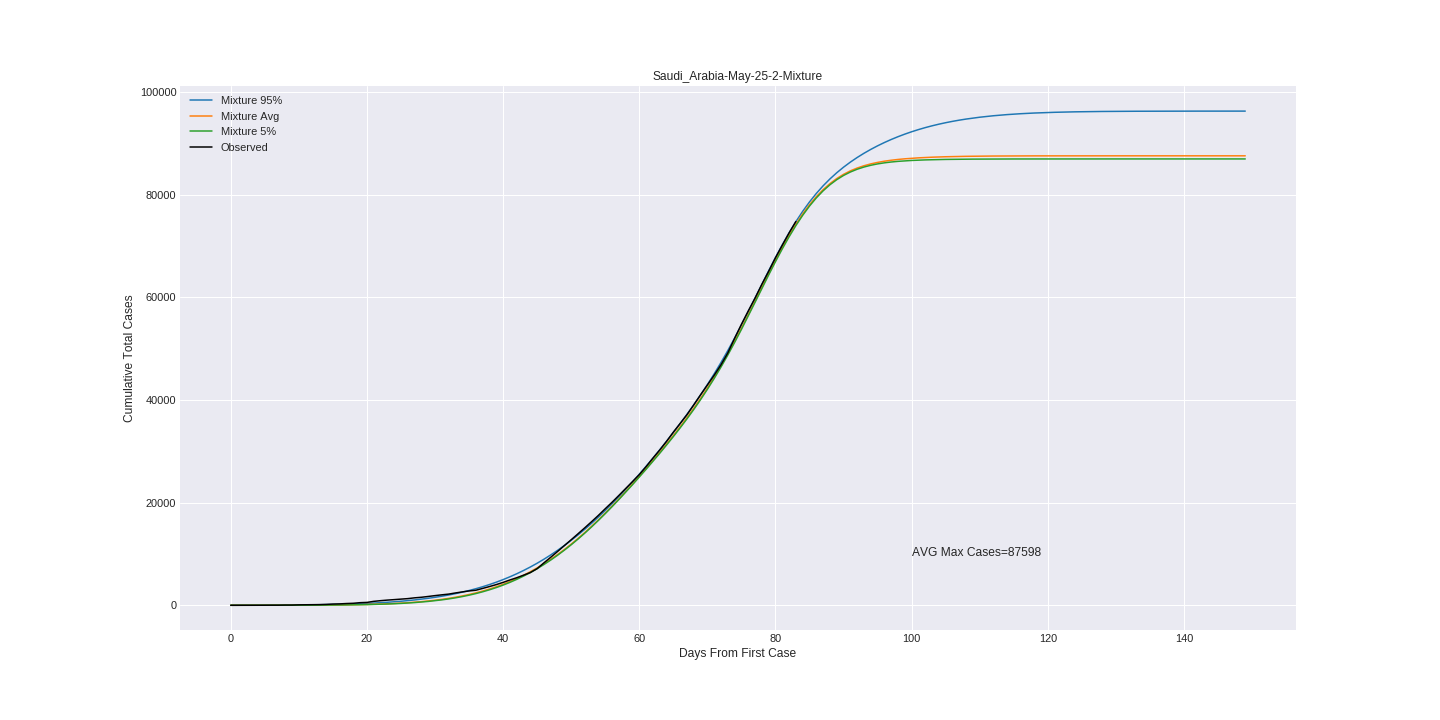 Saudi_Arabia-May-25-2-Mixture
Mixture 95%
Mixture Avg
Mixture 5%
Observed
100000
80000
60000
40000
20000
0
Cumulative Total Cases
AVG Max Cases=87598
0 20 40 60 80 100 120 140
Days From First Case